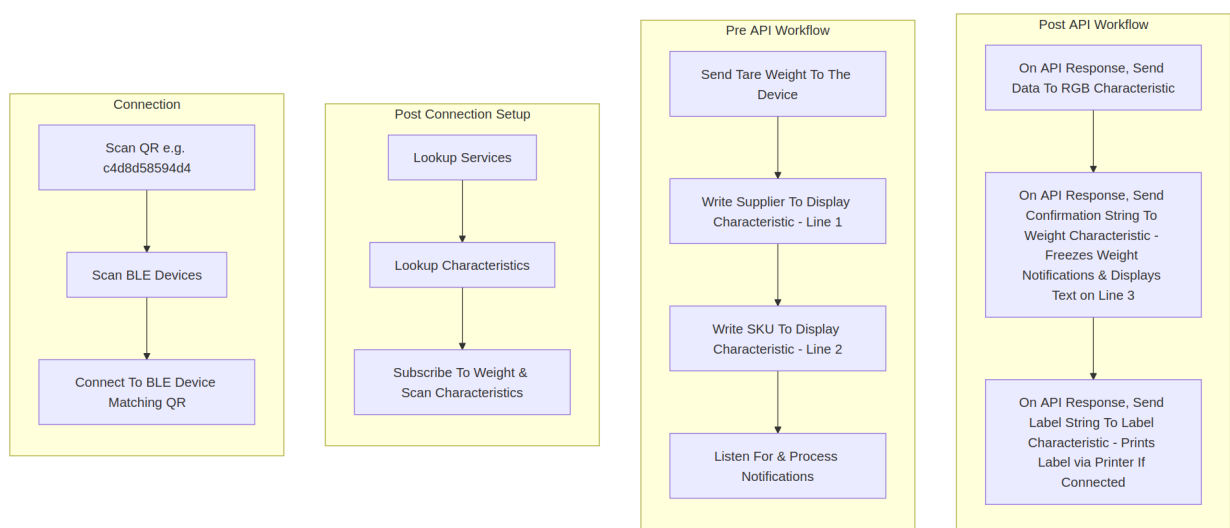 Connection
Scan QR e.g.
c4d8d58594d4
Scan BLE Devices
Connect To BLE Device
Matching QR
Post Connection Setup
Lookup Services
Lookup Characteristics
Subscribe To Weight &
Scan Characteristics
Pre API Workflow
Send Tare Weight To The
Device
Write Supplier To Display
Characteristic - Line 1
Write SKU To Display
Characteristic - Line 2
Listen For & Process
Notifications
Post API Workflow
On API Response, Send
Data To RGB Characteristic
On API Response, Send
Confirmation String To
Weight Characteristic -
Freezes Weight
Notifications & Displays
Text on Line 3
On API Response, Send
Label String To Label
Characteristic - Prints
Label via Printer If
Connected